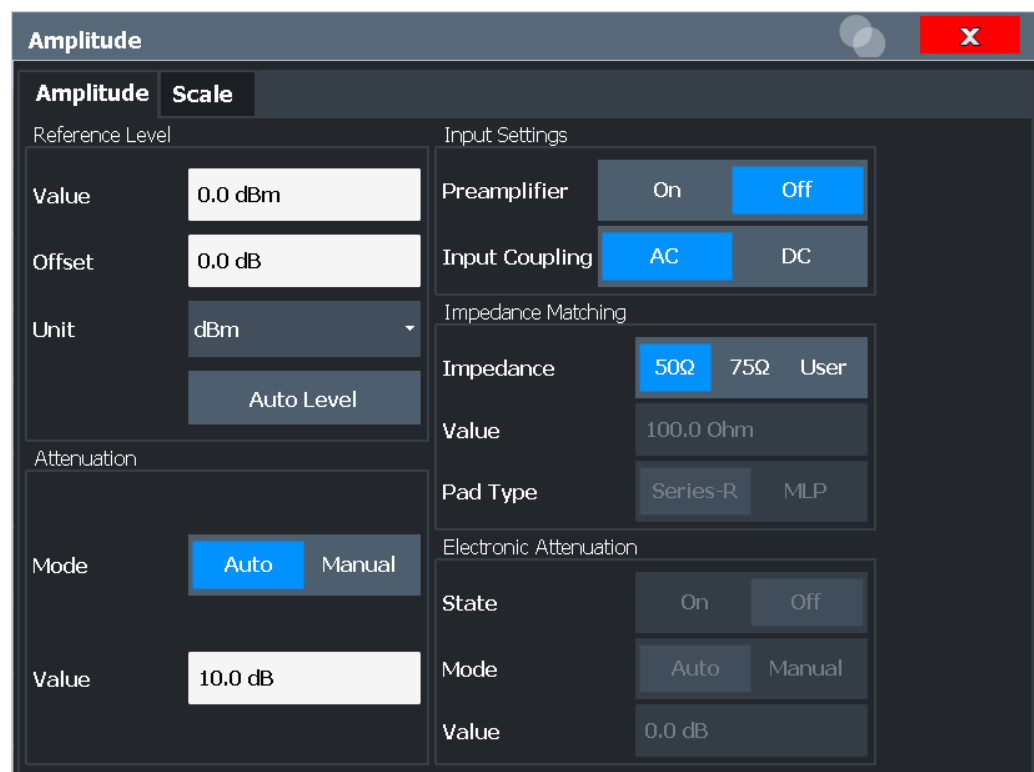 Amplitude
X
Amplitude Scale
Reference Level
Value 0.0 dBm
Offset 0.0 dB
Unit dBm
Auto Level
Attenuation
Mode Auto Manual
Value 10.0 dB
Input Settings
Preamplifier On Off
Input Coupling AC DC
Impedance Matching
Impedance 50Ω 75Ω User
Value 100.0 Ohm
Pad Type Series-R MLP
Electronic Attenuation
State On Off
Mode Auto Manual
Value 0.0 dB